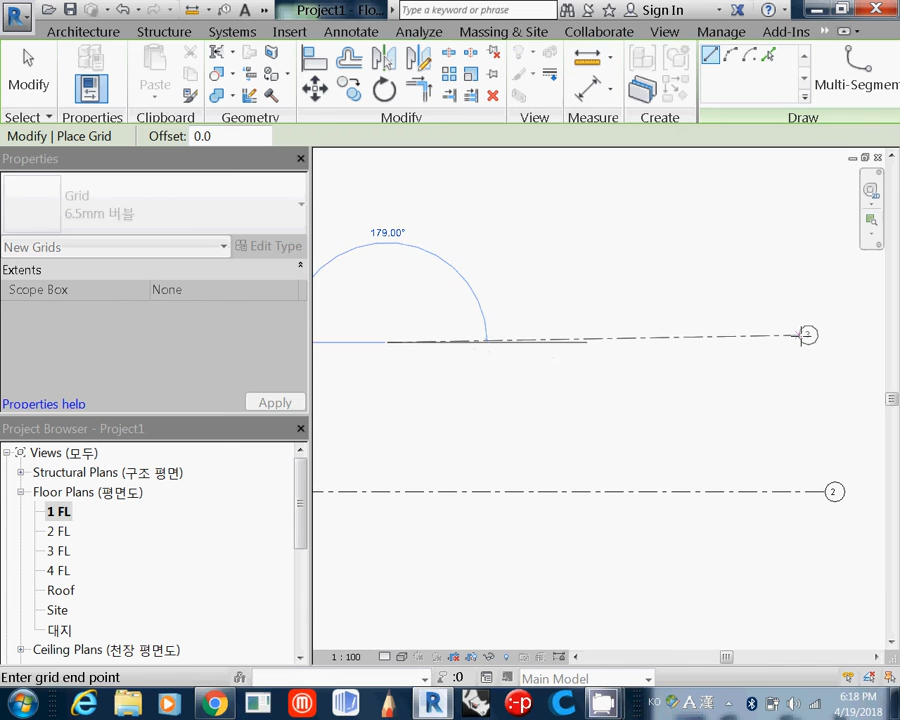 Project1 - Flo...
Type a keyword or phrase
Sign In
Architecture
Structure
Systems
Insert
Annotate
Analyze
Massing & Site
Collaborate
View
Manage
Add-Ins
Modify
Paste
Multi-Segmen
Select
Properties
Clipboard
Geometry
Modify
View
Measure
Create
Draw
Modify | Place Grid
Offset: 0.0
Properties
Grid
6.5mm 버블
New Grids
Edit Type
Extents
Scope Box
None
Properties help
Apply
Project Browser - Project1
Views (모두)
Structural Plans (구조 평면)
Floor Plans (평면도)
1 FL
2 FL
3 FL
4 FL
Roof
Site
대지
Ceiling Plans (천장 평면도)
179.00°
3
2
1 : 100
Enter grid end point
:0
Main Model
KO
A 漢
6:18 PM
4/19/2018